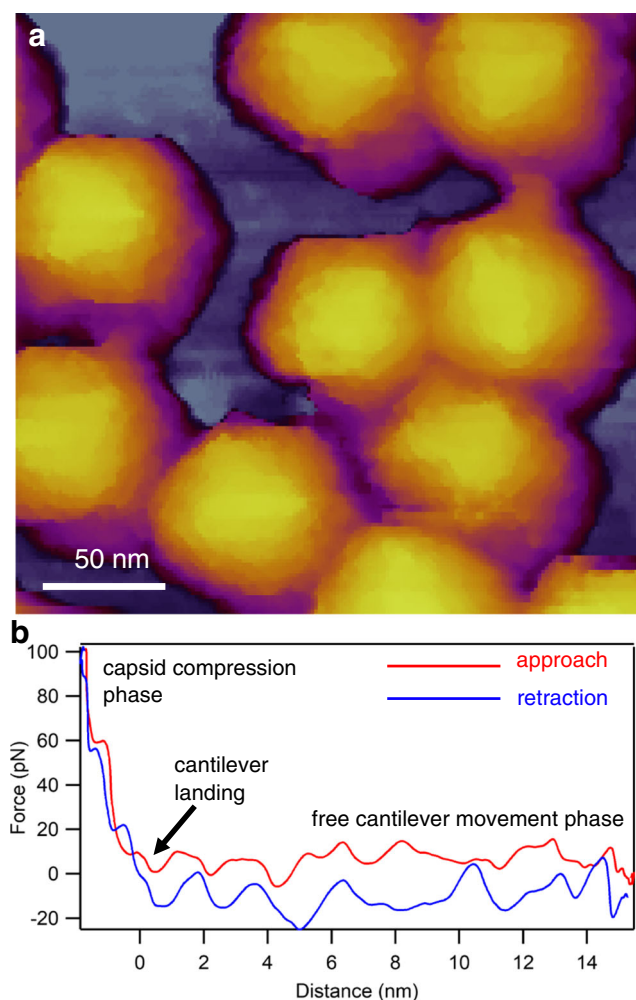 a
50 nm
b
100
80
60
40
20
0
-20
Force (pN)
capsid compression
phase
approach
retraction
cantilever
landing
free cantilever movement phase
0
2
4
6
8
10
12
14
Distance (nm)